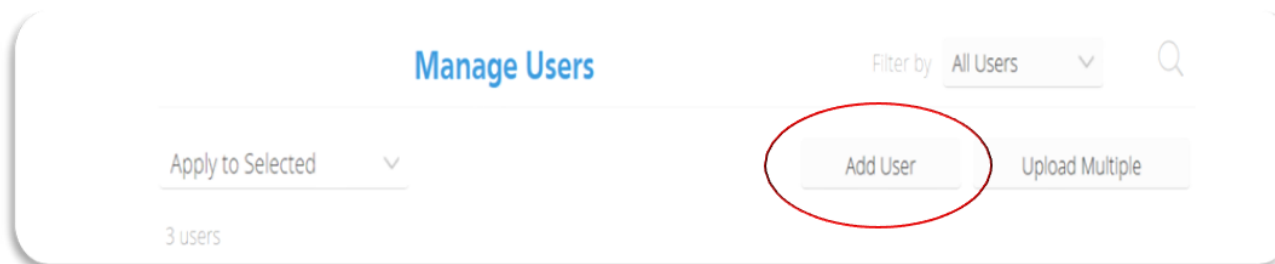 Manage Users
Filter by All Users
Apply to Selected
Add User
Upload Multiple
3 users